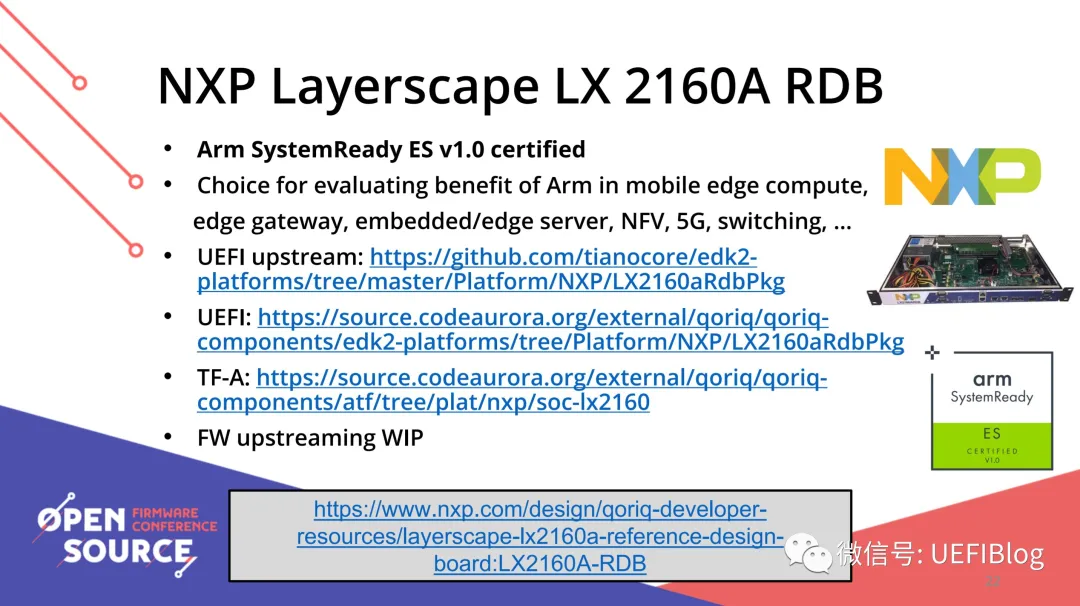 NXP Layerscape LX 2160A RDB
• Arm SystemReady ES v1.0 certified
• Choice for evaluating benefit of Arm in mobile edge compute,
edge gateway, embedded/edge server, NFV, 5G, switching, ...
• UEFI upstream: https://github.com/tianocore/edk2-
platforms/tree/master/Platform/NXP/LX2160aRdbPkg
• UEFI: https://source.codeaurora.org/external/qoriq/qoriq-
components/edk2-platforms/tree/Platform/NXP/LX2160aRdbPkg
• TF-A: https://source.codeaurora.org/external/qoriq/qoriq-
components/atf/tree/plat/nxp/soc-lx2160
• FW upstreaming WIP
NXP
NXP
arm
SystemReady
ES
CERTIFIED
V1.0
https://www.nxp.com/design/qoriq-developer-
resources/layerscape-lx2160a-reference-design-
board:LX2160A-RDB
OPEN
SOURCE
FIRMWARE
CONFERENCE
微信号: UEFIBlog